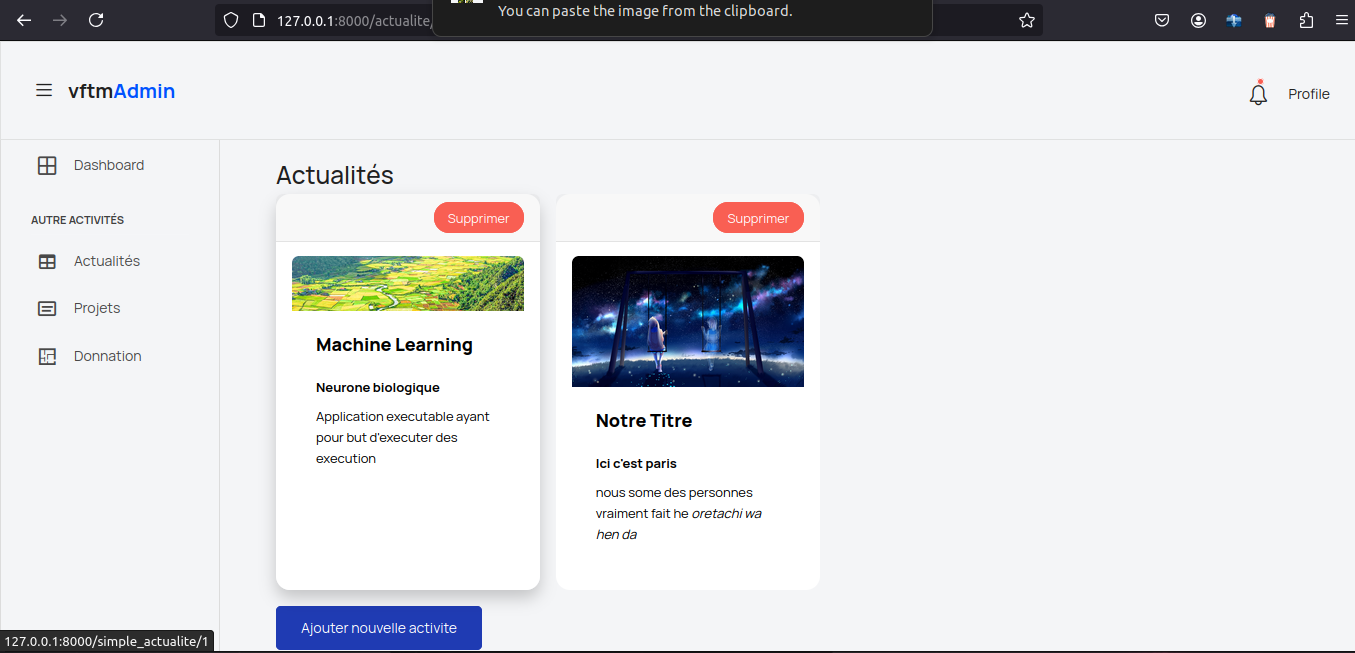 You can paste the image from the clipboard.
127.0.0.1:8000/actualite/
vftmAdmin
Profile
Dashboard
AUTRE ACTIVITÉS
Actualités
Projets
Donnation
Actualités
Supprimer
Machine Learning
Neurone biologique
Application executable ayant
pour but d'executer des
execution
Supprimer
Notre Titre
Ici c'est paris
nous some des personnes
vraiment fait he oretachi wa
hen da
Ajouter nouvelle activite
127.0.0.1:8000/simple_actualite/1